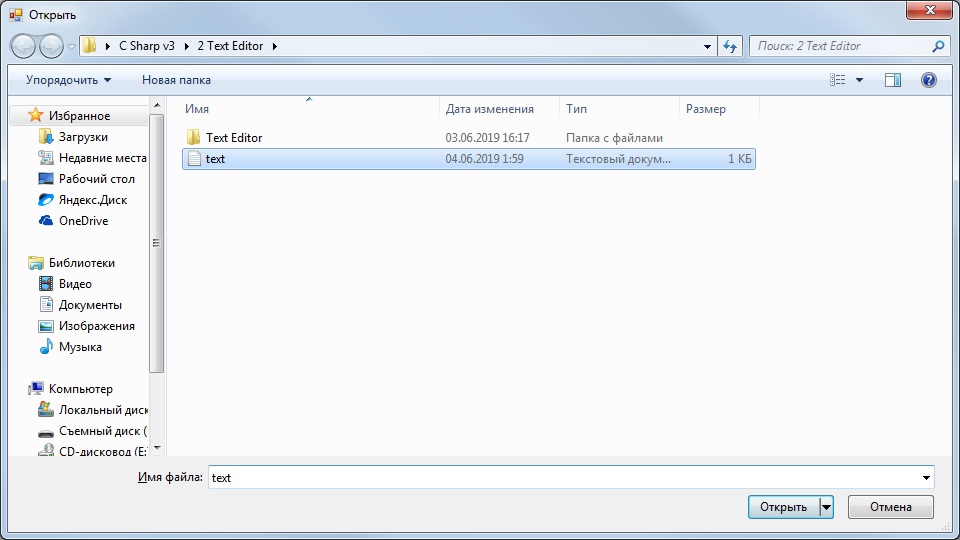 Открыть
C Sharp v3 2 Text Editor Поиск: 2 Text Editor
Упорядочить Новая папка
Имя Дата изменения Тип Размер
Избранное
Загрузки
Недавние места
Рабочий стол
Яндекс.Диск
OneDrive
Библиотеки
Видео
Документы
Изображения
Музыка
Компьютер
Локальный диск
Съемный диск (
CD-дисковод (E:
Text Editor 03.06.2019 16:17 Папка с файлами
text 04.06.2019 1:59 Текстовый докум... 1 КБ
Имя файла: text
Открыть Отмена